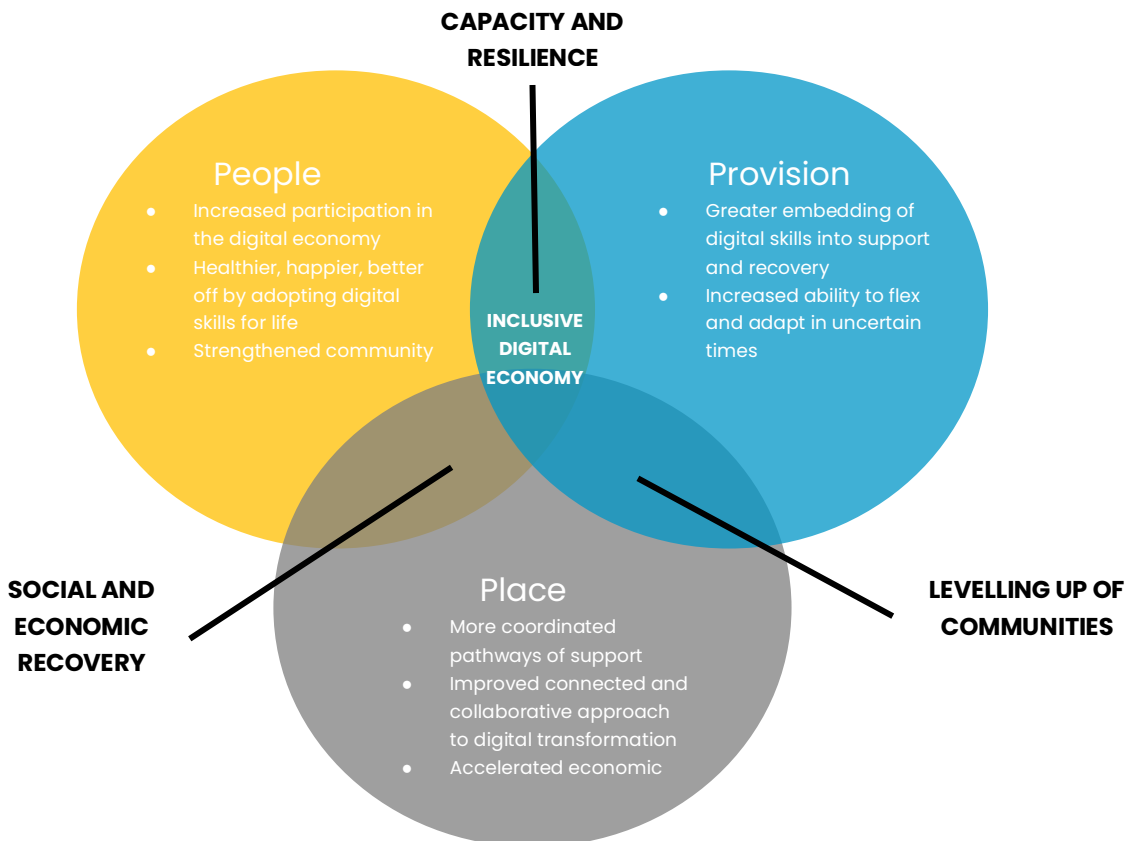 CAPACITY AND
RESILIENCE
People
● Increased participation in
the digital economy
● Healthier, happier, better
off by adopting digital
skills for life
● Strengthened community
Provision
● Greater embedding of
digital skills into support
and recovery
● Increased ability to flex
and adapt in uncertain
times
INCLUSIVE
DIGITAL
ECONOMY
SOCIAL AND
ECONOMIC
RECOVERY
Place
● More coordinated
pathways of support
● Improved connected and
collaborative approach
to digital transformation
● Accelerated economic
LEVELLING UP OF
COMMUNITIES